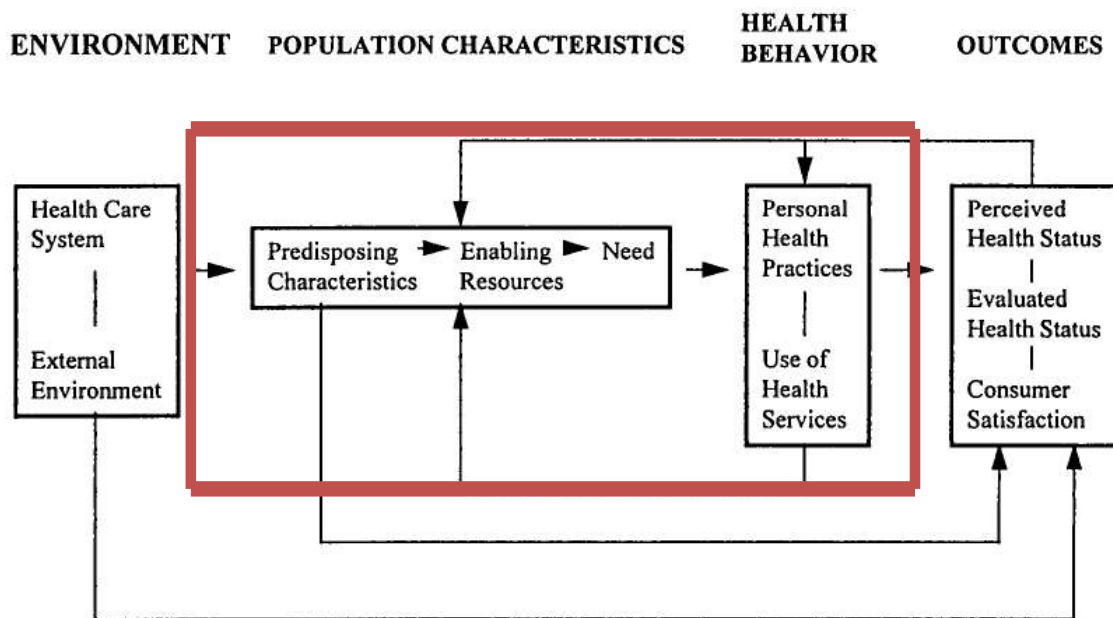 ENVIRONMENT
POPULATION CHARACTERISTICS
HEALTH
BEHAVIOR
OUTCOMES
Health Care
System
External
Environment
Predisposing
Characteristics
Enabling
Resources
Need
Personal
Health
Practices
Use of
Health
Services
Perceived
Health Status
Evaluated
Health Status
Consumer
Satisfaction